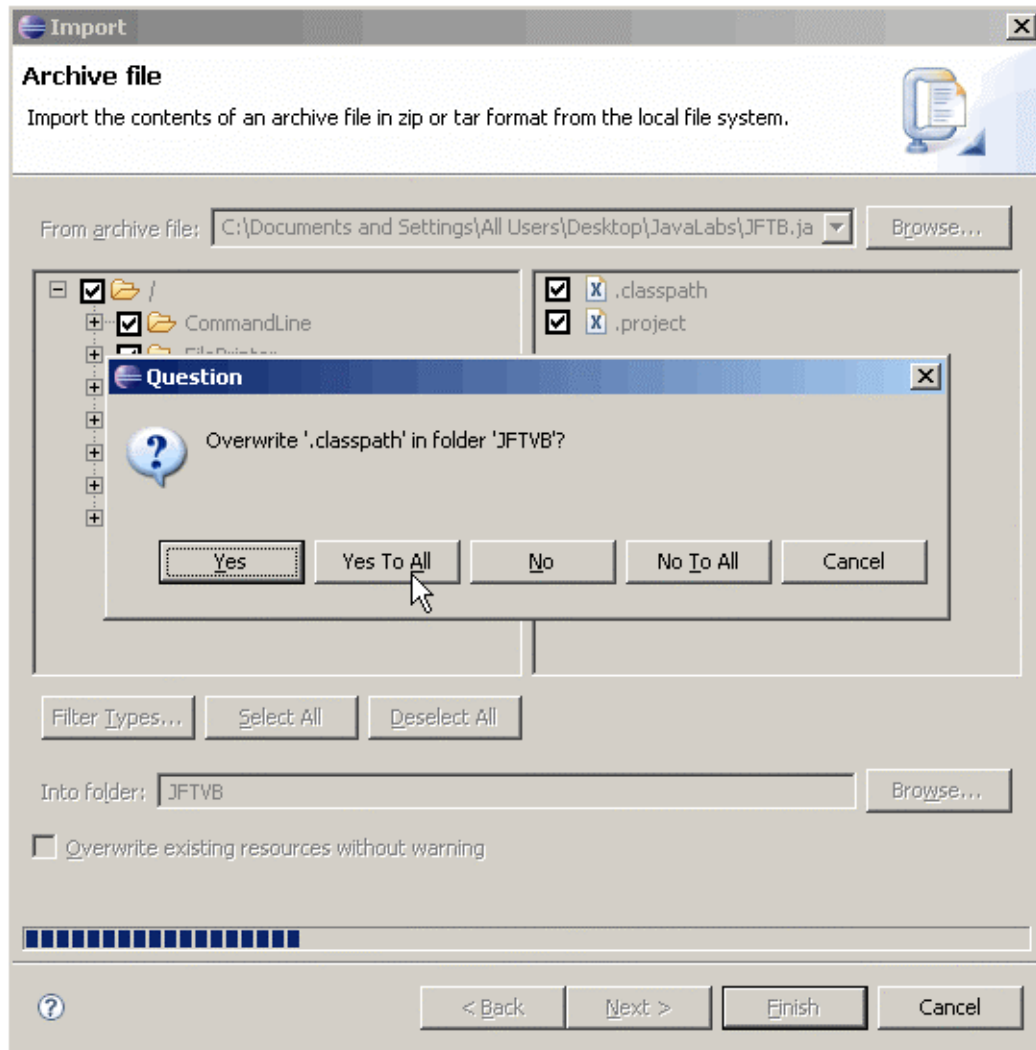 Import
Archive file
Import the contents of an archive file in zip or tar format from the local file system.
From archive file: C:\Documents and Settings\All Users\Desktop\JavaLabs\JFTB.ja Browse...
/
CommandLine
.classpath
.project
Question
Overwrite '.classpath' in folder 'JFTVB'?
Yes Yes To All No No To All Cancel
Filter Types... Select All Deselect All
Into folder: JFTVB Browse...
Overwrite existing resources without warning
< Back Next > Finish Cancel